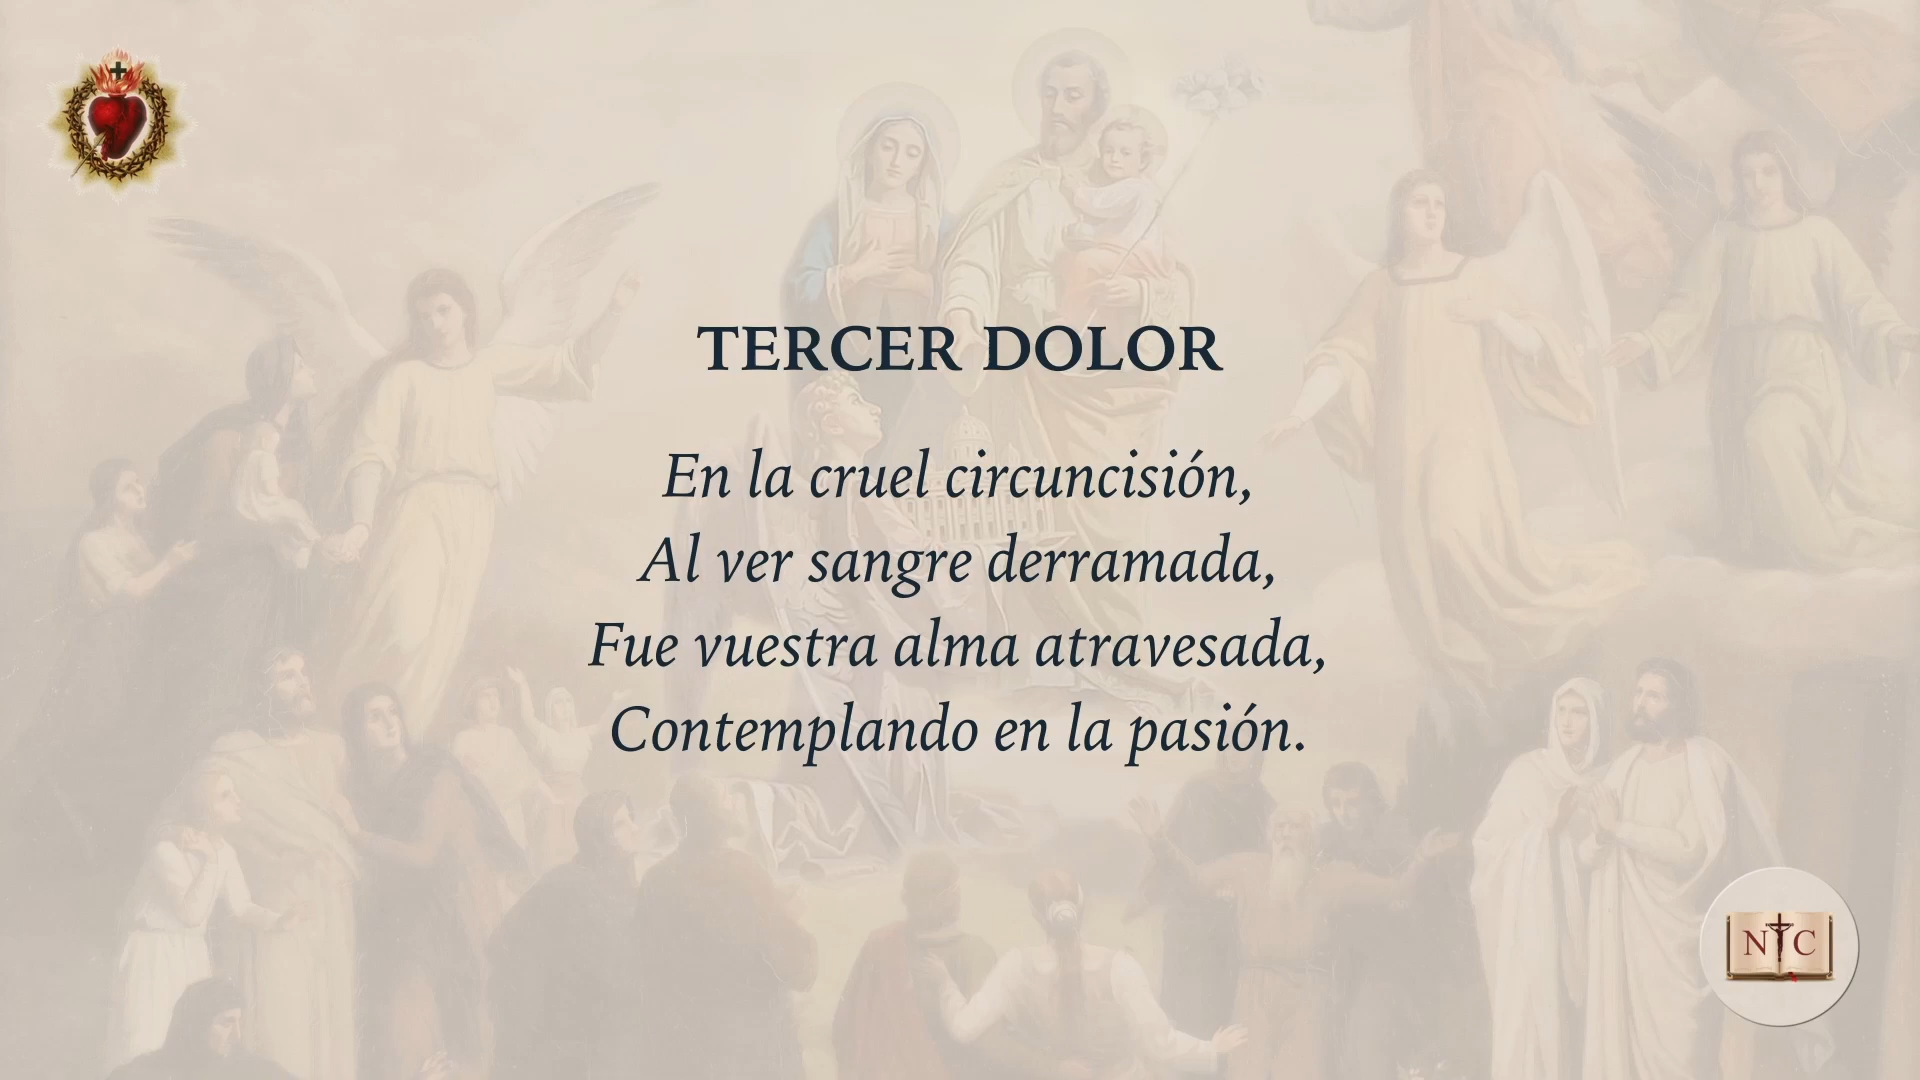 TERCER DOLOR
En la cruel circuncisión,
Al ver sangre derramada,
Fue vuestra alma atravesada,
Contemplando en la pasión.
N C